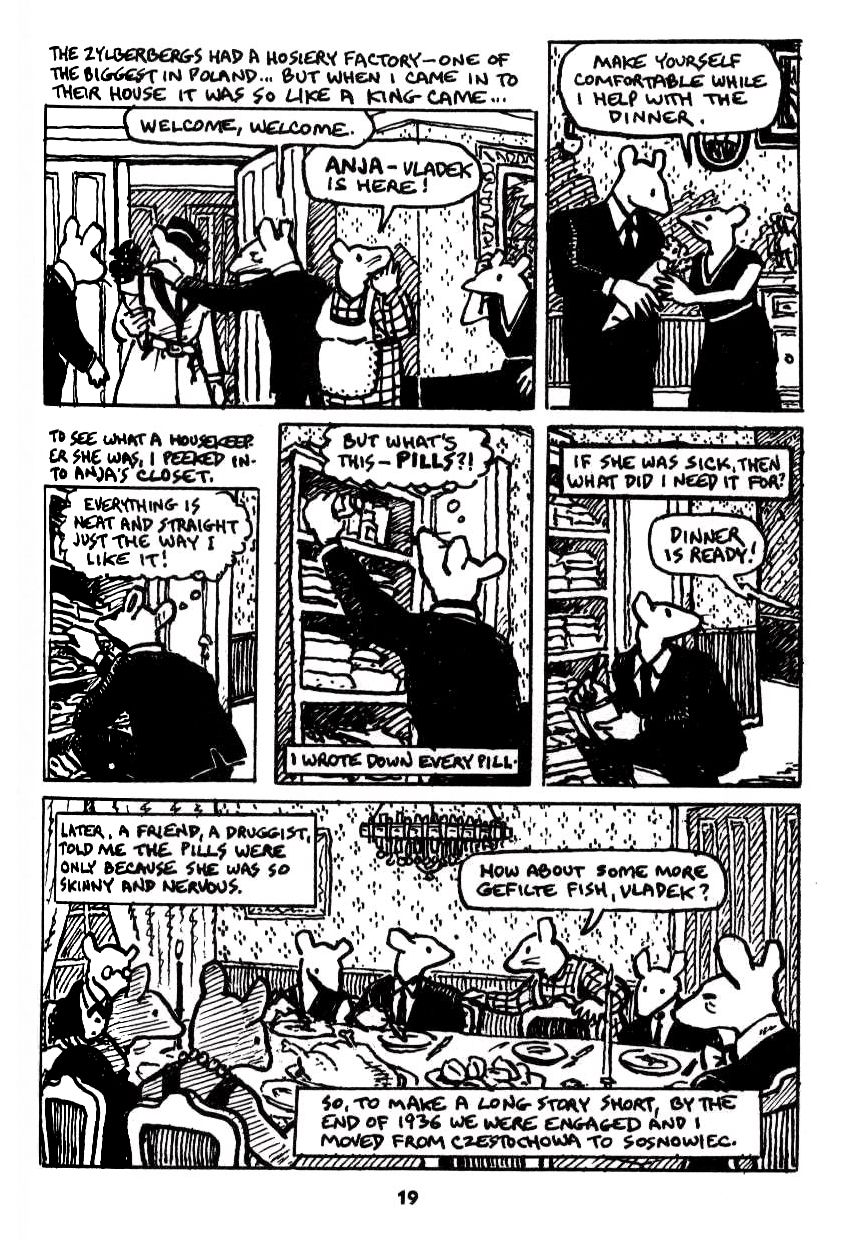 THE ZYLBERBERGS HAD A HOSIERY FACTORY—ONE OF
THE BIGGEST IN POLAND... BUT WHEN I CAME IN TO
THEIR HOUSE IT WAS SO LIKE A KING CAME...
WELCOME, WELCOME.
ANJA—VLADEK
IS HERE!
MAKE YOURSELF
COMFORTABLE WHILE
I HELP WITH THE
DINNER.
TO SEE WHAT A HOUSEKEEP
ER SHE WAS, I PEEKED IN-
TO ANJA'S CLOSET.
EVERYTHING IS
NEAT AND STRAIGHT
JUST THE WAY I
LIKE IT!
BUT WHAT'S
THIS—PILLS?!
I WROTE DOWN EVERY PILL.
IF SHE WAS SICK, THEN
WHAT DID I NEED IT FOR?
DINNER
IS READY!
LATER, A FRIEND, A DRUGGIST,
TOLD ME THE PILLS WERE
ONLY BECAUSE SHE WAS SO
SKINNY AND NERVOUS.
HOW ABOUT SOME MORE
GEFILTE FISH, VLADEK?
SO, TO MAKE A LONG STORY SHORT, BY THE
END OF 1936 WE WERE ENGAGED AND I
MOVED FROM CZESTOCHOWA TO SOSNOWIEC.
19